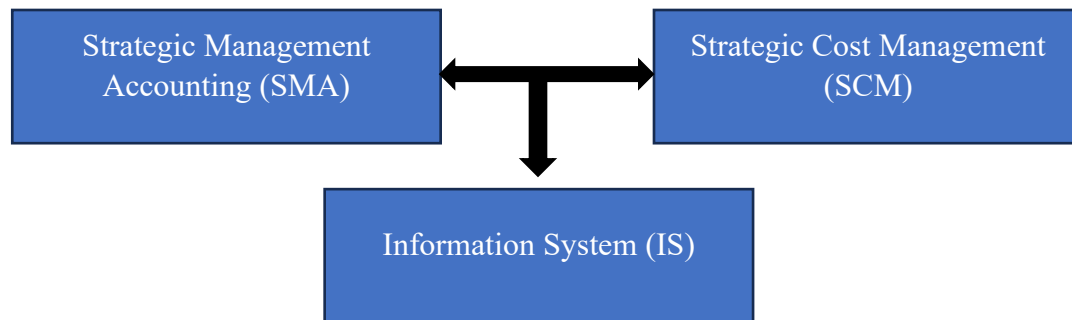 Strategic Management
Accounting (SMA)
Strategic Cost Management
(SCM)
Information System (IS)